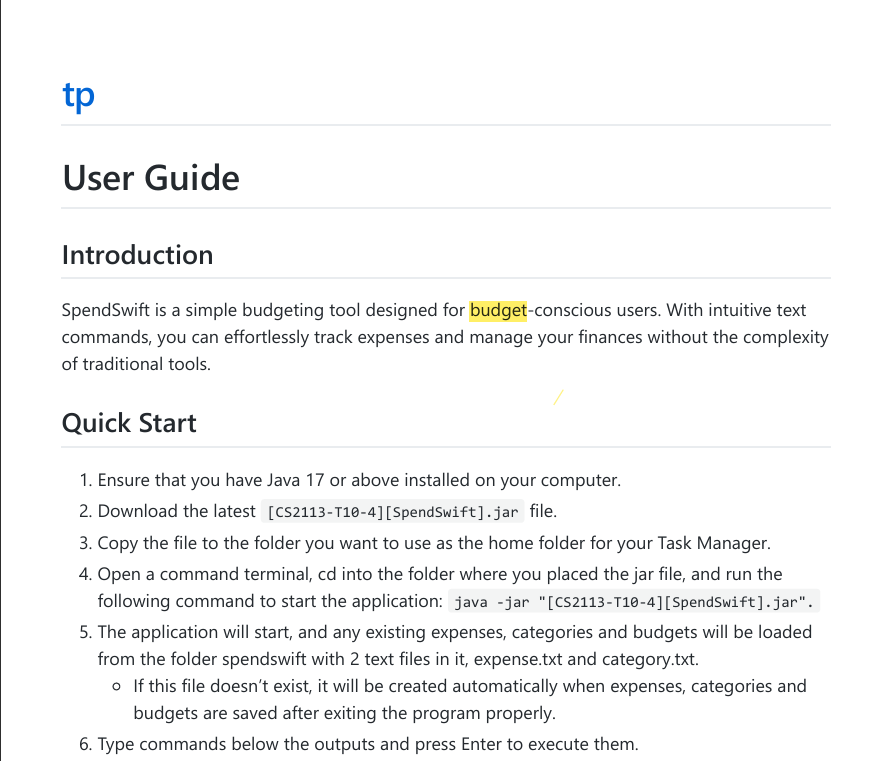 tp
User Guide
Introduction
SpendSwift is a simple budgeting tool designed for budget-conscious users. With intuitive text
commands, you can effortlessly track expenses and manage your finances without the complexity
of traditional tools.
Quick Start
1. Ensure that you have Java 17 or above installed on your computer.
2. Download the latest [CS2113-T10-4][SpendSwift].jar file.
3. Copy the file to the folder you want to use as the home folder for your Task Manager.
4. Open a command terminal, cd into the folder where you placed the jar file, and run the
following command to start the application: java -jar "[CS2113-T10-4][SpendSwift].jar".
5. The application will start, and any existing expenses, categories and budgets will be loaded
from the folder spendswift with 2 text files in it, expense.txt and category.txt.
◦ If this file doesn’t exist, it will be created automatically when expenses, categories and
budgets are saved after exiting the program properly.
6. Type commands below the outputs and press Enter to execute them.